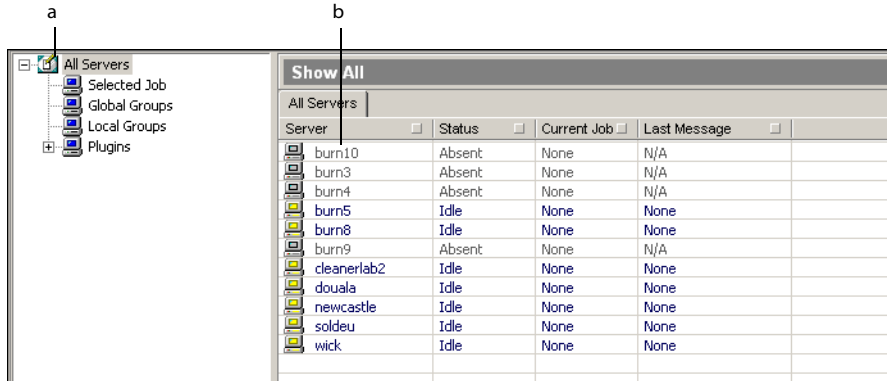 a b
All Servers
Selected Job
Global Groups
Local Groups
Plugins
Show All
All Servers
Server Status Current Job Last Message
burn10 Absent None N/A
burn3 Absent None N/A
burn4 Absent None N/A
burn5 Idle None None
burn8 Idle None None
burn9 Absent None N/A
cleanerlab2 Idle None None
douala Idle None None
newcastle Idle None None
soldeu Idle None None
wick Idle None None